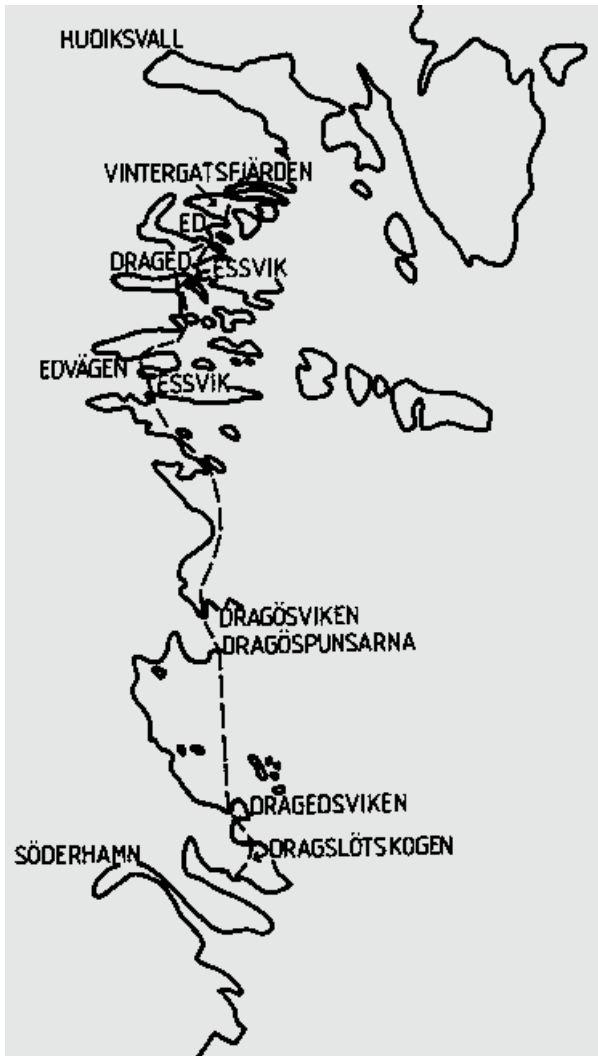 HUDIKSVALL
VINTERGATSFJÄRDEN
ED
DRAGED
ESSVIK
EDVÄGEN
ESSVIK
DRAGÖSVIKEN
DRAGÖSPUNSARNA
DRAGEDSVIKEN
DRAGSLÖTSKOGEN
SÖDERHAMN